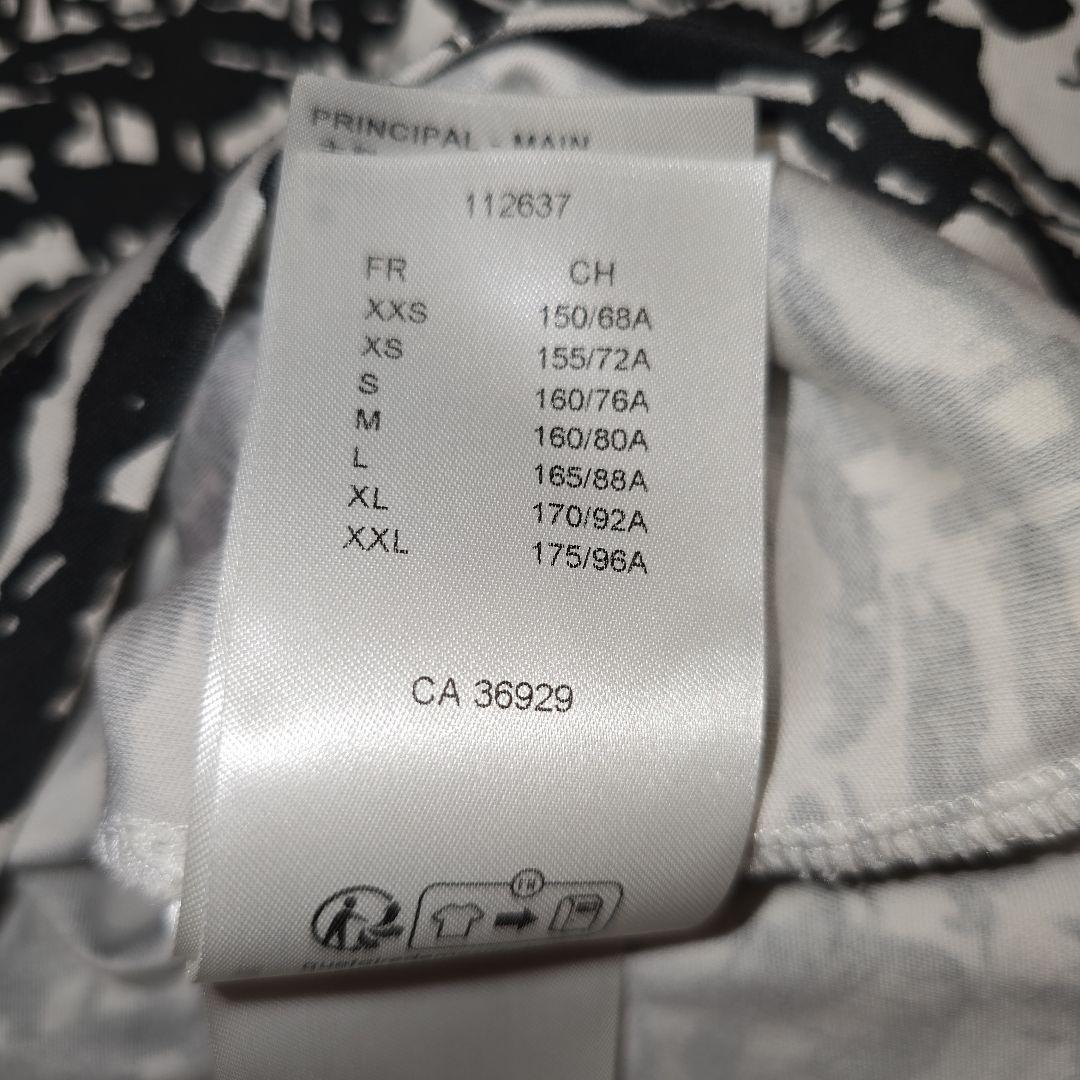 PRINCIPAL - MAIN
112637
FR CH
XXS 150/68A
XS 155/72A
S 160/76A
M 160/80A
L 165/88A
XL 170/92A
XXL 175/96A
CA 36929
FR